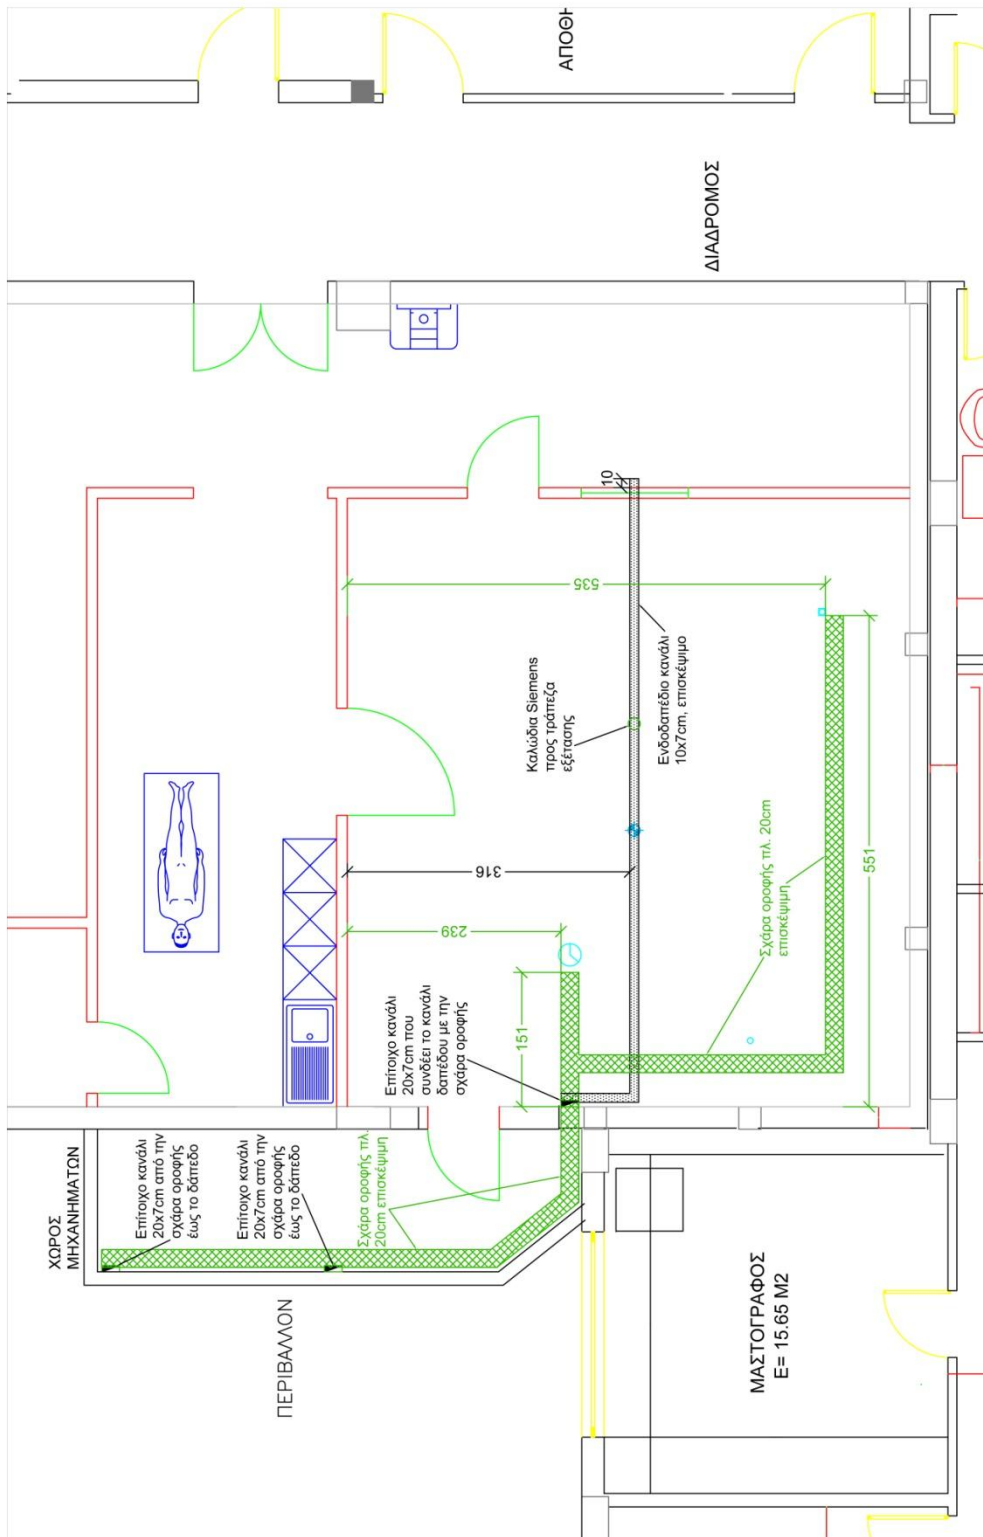 ΑΠΟΘΗ
ΔΙΑΔΡΟΜΟΣ
10
535
Καλώδια Siemens
προς τράπεζα
εξέτασης
Ενδοδαπέδιο κανάλι
10x7cm, επισκέψιμο
316
239
551
Σχάρα οροφής πλ. 20cm
επισκέψιμη
Επίτοιχο κανάλι
20x7cm που
συνδέει το κανάλι
δαπέδου με την
σχάρα οροφής
151
ΧΩΡΟΣ
ΜΗΧΑΝΗΜΑΤΩΝ
Επίτοιχο κανάλι
20x7cm από την
σχάρα οροφής
έως το δάπεδο
Επίτοιχο κανάλι
20x7cm από την
σχάρα οροφής
έως το δάπεδο
Σχάρα οροφής πλ.
20cm επισκέψιμη
ΠΕΡΙΒΑΛΛΟΝ
ΜΑΣΤΟΓΡΑΦΟΣ
Ε= 15.65 Μ2